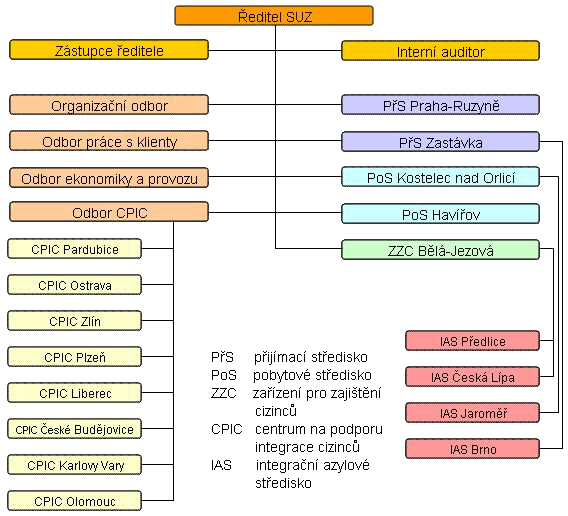 Ředitel SUZ
Zástupce ředitele
Interní auditor
Organizační odbor
PřS Praha-Ruzyně
Odbor práce s klienty
PřS Zastávka
Odbor ekonomiky a provozu
PoS Kostelec nad Orlicí
Odbor CPIC
PoS Havířov
CPIC Pardubice
ZZC Bělá-Jezová
CPIC Ostrava
CPIC Zlín
CPIC Plzeň
CPIC Liberec
CPIC České Budějovice
CPIC Karlovy Vary
CPIC Olomouc
PřS přijímací středisko
PoS pobytové středisko
ZZC zařízení pro zajištění
cizinců
CPIC centrum na podporu
integrace cizinců
IAS integrační azylové
středisko
IAS Předlice
IAS Česká Lípa
IAS Jaroměř
IAS Brno